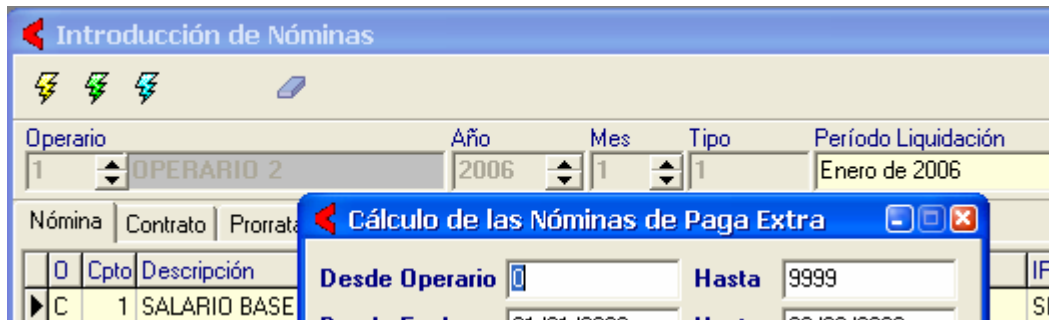 Introducción de Nóminas
Operario Año Mes Tipo Período Liquidación
1 OPERARIO 2 2006 1 1 Enero de 2006
Nómina Contrato Prorrata
Cálculo de las Nóminas de Paga Extra
O Cpto Descripción
Desde Operario 0 Hasta 9999
C 1 SALARIO BASE